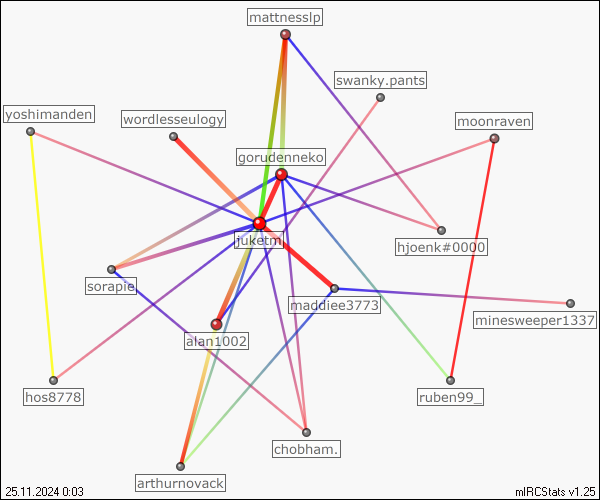 mattnesslp
swanky.pants
yoshimanden
wordlesseulogy
moonraven
gorudenneko
juketm
hjoenk#0000
sorapie
maddiee3773
minesweeper1337
alan1002
hos8778
ruben99_
chobham.
arthurnovack
25.11.2024 0:03
mIRCStats v1.25